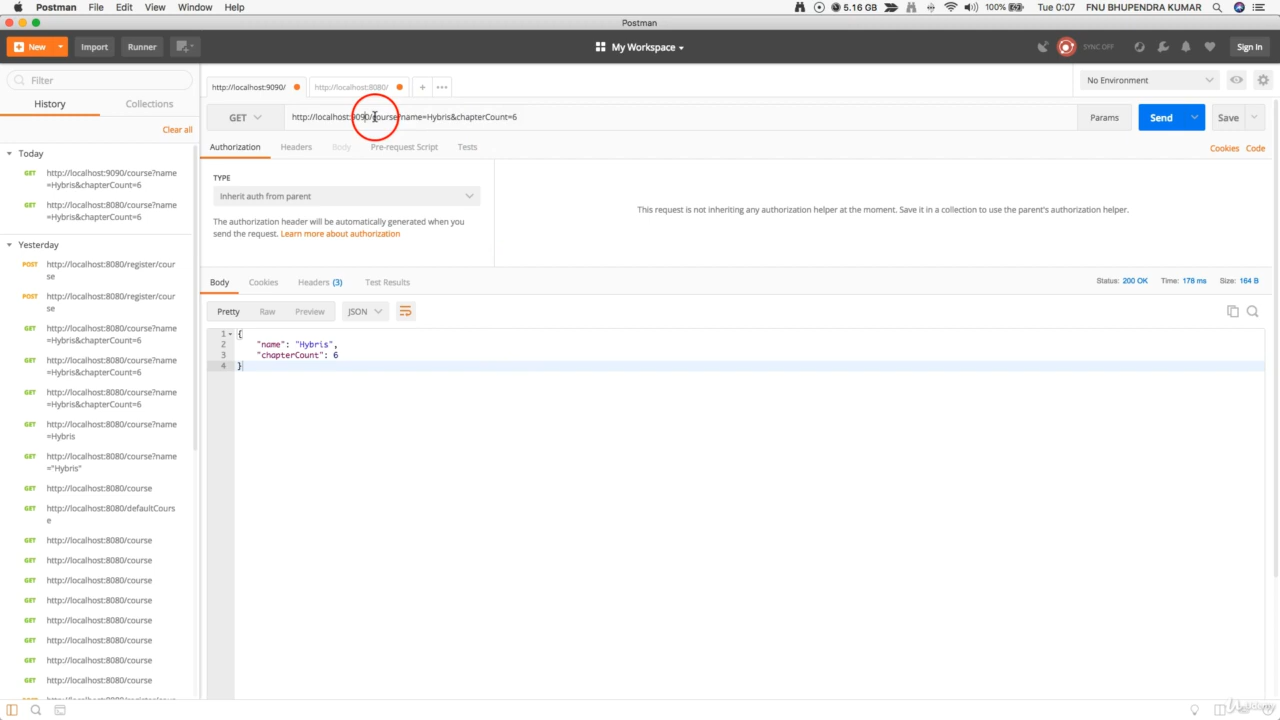 Postman File Edit View Window Help
5.16 GB 100% Tue 0:07 FNU BHUPENDRA KUMAR
Postman
New Import Runner
My Workspace
SYNC OFF
Sign In
Filter
History Collections
Clear all
Today
GET http://localhost:9090/course?name
=Hybris&chapterCount=6
GET http://localhost:8080/course?name
=Hybris&chapterCount=6
Yesterday
POST http://localhost:8080/register/cour
se
POST http://localhost:8080/register/cour
se
GET http://localhost:8080/course?name
=Hybris&chapterCount=6
GET http://localhost:8080/course?name
=Hybris&chapterCount=6
GET http://localhost:8080/course?name
=Hybris&chapterCount=6
GET http://localhost:8080/course?name
=Hybris
GET http://localhost:8080/course?name
="Hybris"
GET http://localhost:8080/course
GET http://localhost:8080/defaultCours
e
GET http://localhost:8080/course
GET http://localhost:8080/course
GET http://localhost:8080/course
GET http://localhost:8080/course
GET http://localhost:8080/course
GET http://localhost:8080/course
GET http://localhost:8080/course
GET http://localhost:8080/course
http://localhost:9090/ http://localhost:8080/ + •••
No Environment
GET http://localhost:9090/course?name=Hybris&chapterCount=6 Params Send Save
Authorization Headers Body Pre-request Script Tests
Cookies Code
TYPE
Inherit auth from parent
The authorization header will be automatically generated when you
send the request. Learn more about authorization
This request is not inheriting any authorization helper at the moment. Save it in a collection to use the parent's authorization helper.
Body Cookies Headers (3) Test Results
Status: 200 OK Time: 178 ms Size: 164 B
Pretty Raw Preview JSON
1 {
2 "name": "Hybris",
3 "chapterCount": 6
4 }